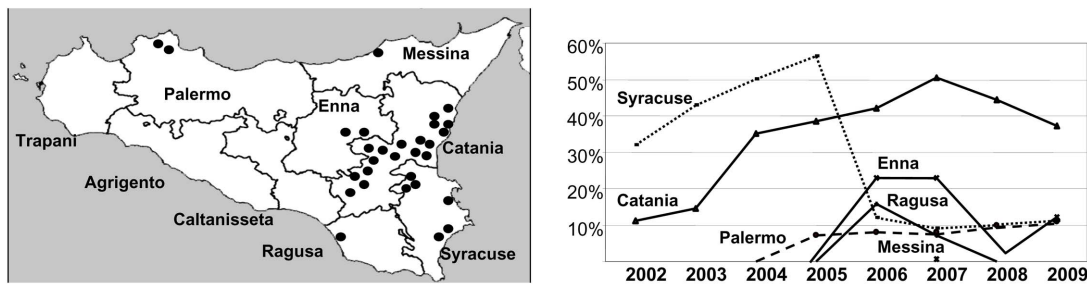 Messina
Palermo
Enna
Trapani
Catania
Agrigento
Caltanisseta
Ragusa
Syracuse
60%
50%
40%
30%
20%
10%
Syracuse
Catania
Enna
Ragusa
Palermo
Messina
2002 2003 2004 2005 2006 2007 2008 2009